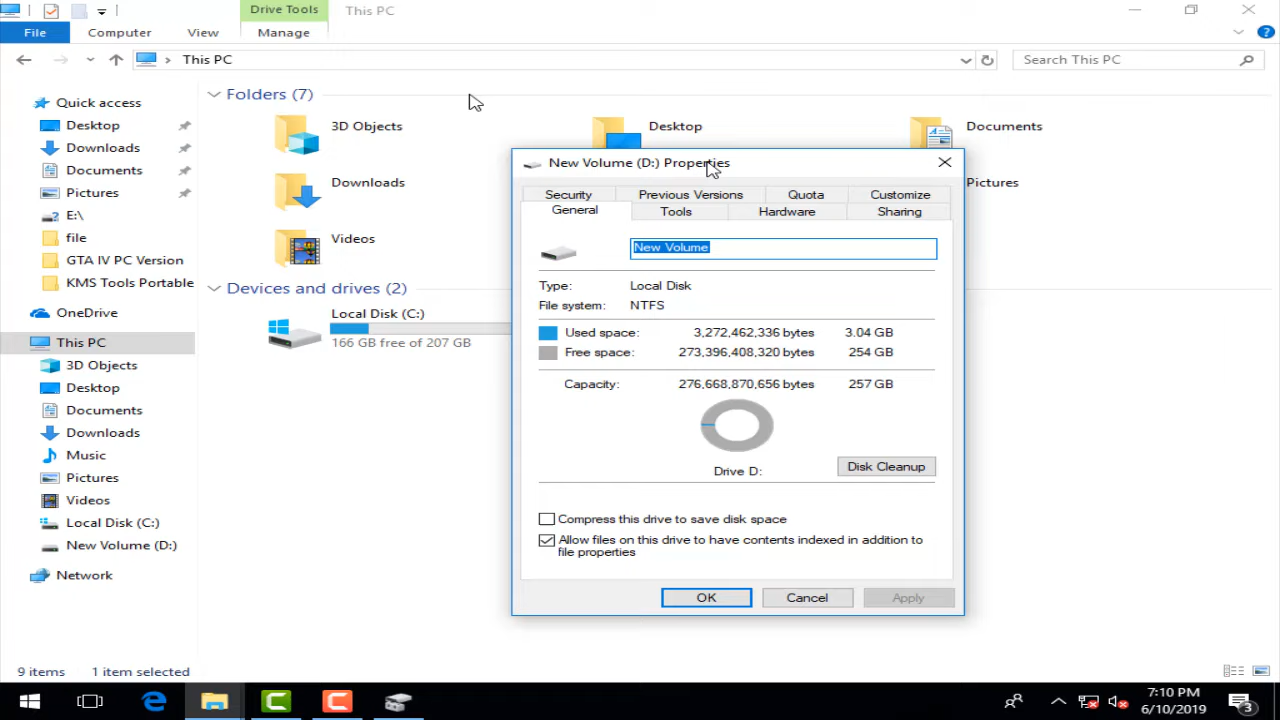 Drive Tools
This PC
File
Computer
View
Manage
This PC
Search This PC
Quick access
Desktop
Downloads
Documents
Pictures
E:\
file
GTA IV PC Version
KMS Tools Portable
OneDrive
This PC
3D Objects
Desktop
Documents
Downloads
Music
Pictures
Videos
Local Disk (C:)
New Volume (D:)
Network
Folders (7)
3D Objects
Desktop
Documents
Downloads
Pictures
Videos
Devices and drives (2)
Local Disk (C:)
166 GB free of 207 GB
New Volume (D:) Properties
Security
Previous Versions
Quota
Customize
General
Tools
Hardware
Sharing
New Volume
Type: Local Disk
File system: NTFS
Used space: 3,272,462,336 bytes 3.04 GB
Free space: 273,396,408,320 bytes 254 GB
Capacity: 276,668,870,656 bytes 257 GB
Drive D:
Disk Cleanup
Compress this drive to save disk space
Allow files on this drive to have contents indexed in addition to
file properties
OK
Cancel
Apply
9 items
1 item selected
7:10 PM
6/10/2019
3